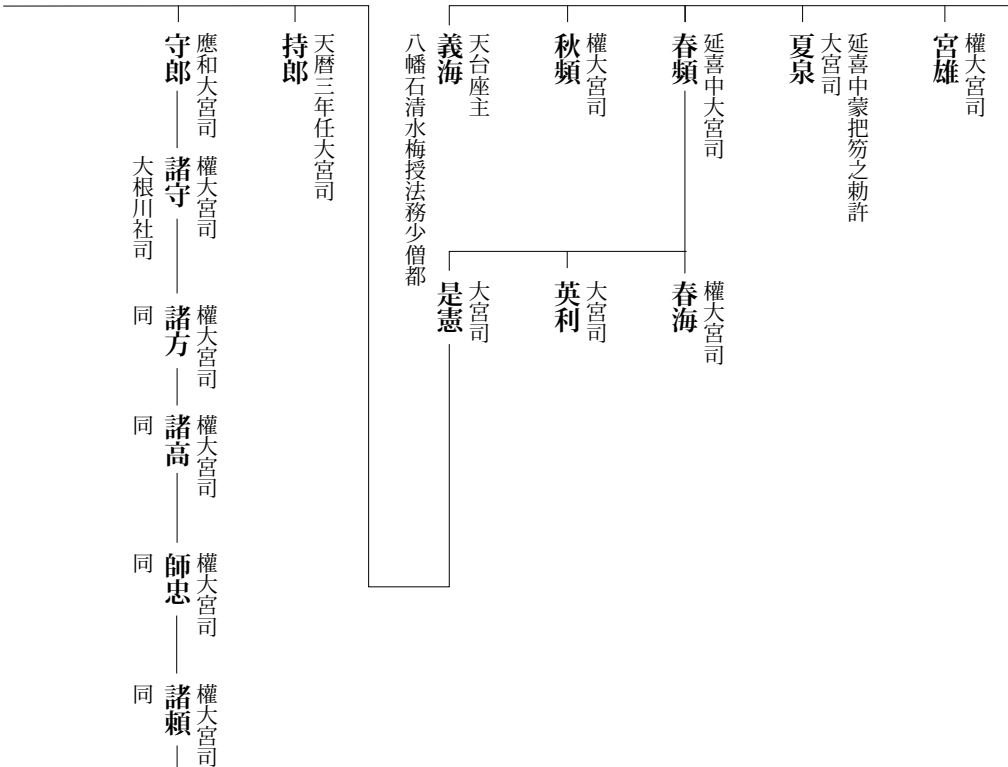 權大宮司
宮雄
延喜中蒙把笏之勅許
大宮司
夏泉
延喜中大宮司
春頻
權大宮司
秋頻
天台座主
義海
八幡石清水梅授法務少僧都
權大宮司
春海
大宮司
英利
大宮司
是憲
天暦三年任大宮司
持郎
應和大宮司
守郎
權大宮司
諸守
大根川社司
權大宮司
諸方
同
權大宮司
諸高
同
權大宮司
師忠
同
權大宮司
諸頼
同